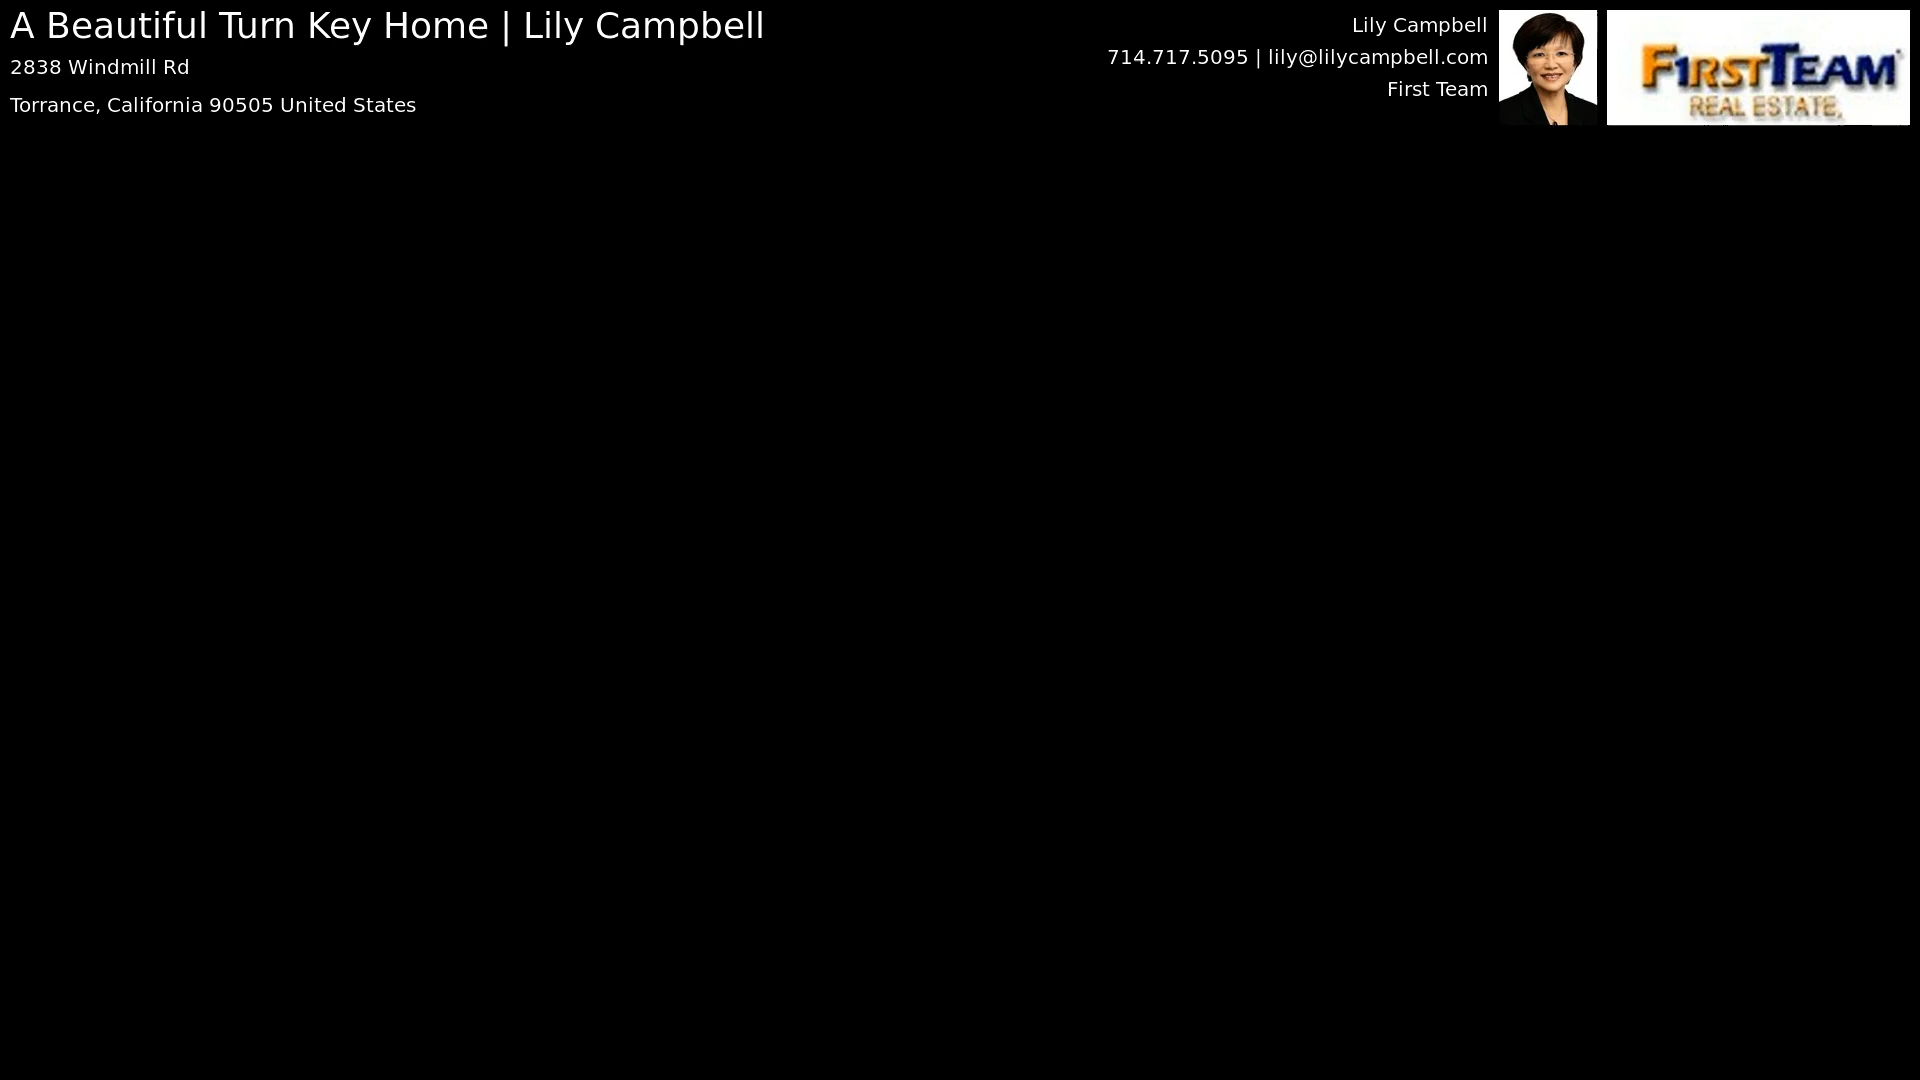 A Beautiful Turn Key Home | Lily Campbell
2838 Windmill Rd
Torrance, California 90505 United States
Lily Campbell
714.717.5095 | lily@lilycampbell.com
First Team
FIRSTTEAM
REAL ESTATE.